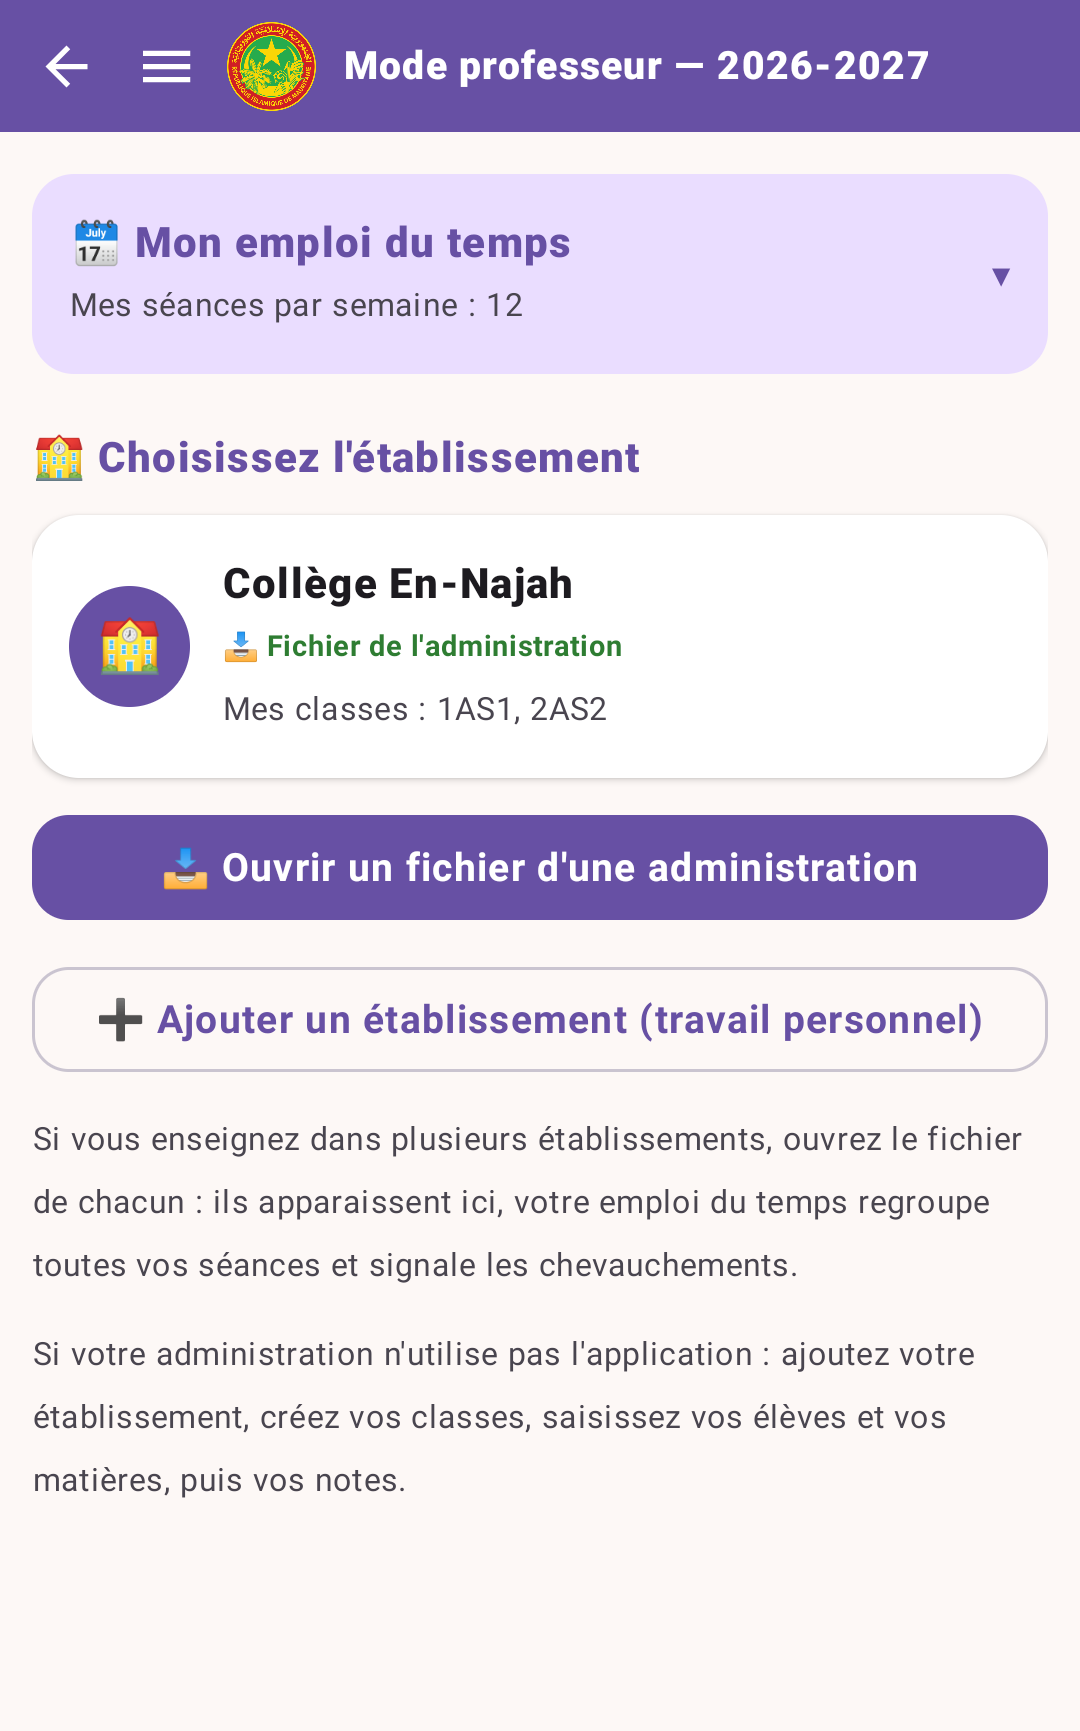 Mode professeur — 2026-2027
July
17
Mon emploi du temps
Mes séances par semaine : 12
▼
Choisissez l'établissement
Collège En-Najah
Fichier de l'administration
Mes classes : 1AS1, 2AS2
Ouvrir un fichier d'une administration
Ajouter un établissement (travail personnel)
Si vous enseignez dans plusieurs établissements, ouvrez le fichier
de chacun : ils apparaissent ici, votre emploi du temps regroupe
toutes vos séances et signale les chevauchements.
Si votre administration n'utilise pas l'application : ajoutez votre
établissement, créez vos classes, saisissez vos élèves et vos
matières, puis vos notes.